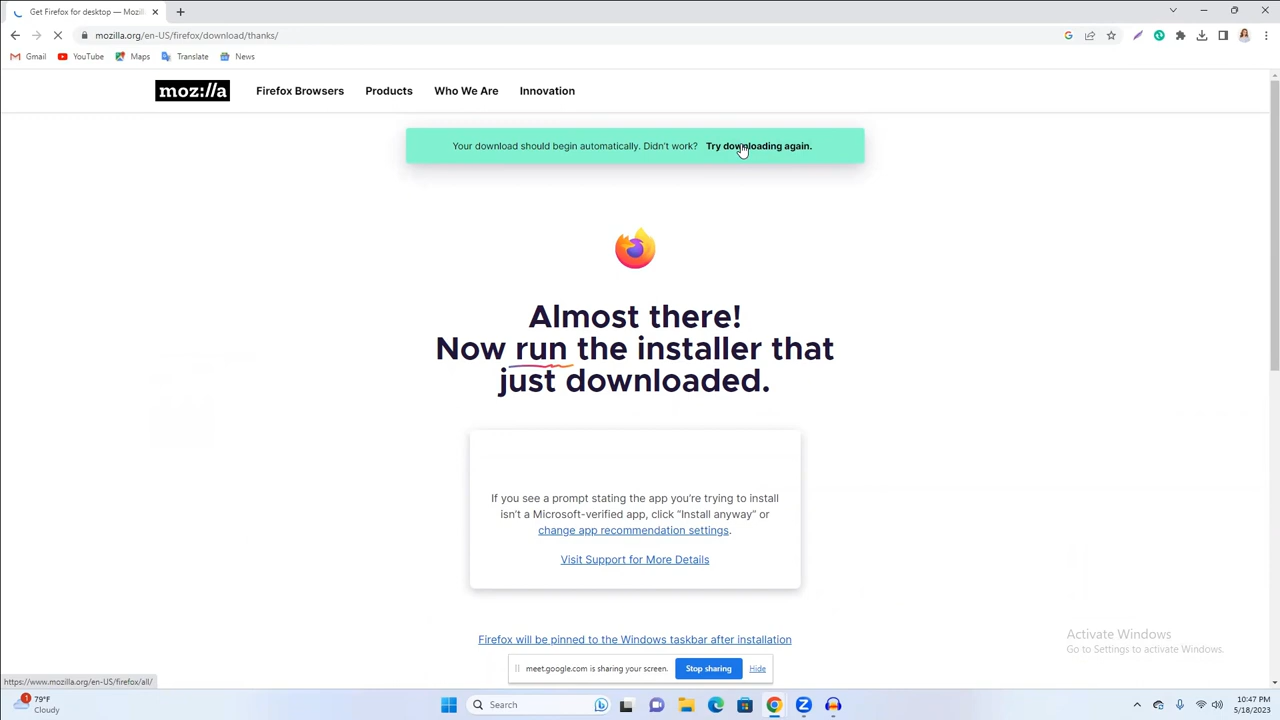 Get Firefox for desktop — Mozil
mozilla.org/en-US/firefox/download/thanks/
Gmail
YouTube
Maps
Translate
News
moz://a
Firefox Browsers
Products
Who We Are
Innovation
Your download should begin automatically. Didn't work? Try downloading again.
Almost there!
Now run the installer that
just downloaded.
If you see a prompt stating the app you're trying to install
isn't a Microsoft-verified app, click “Install anyway” or
change app recommendation settings.
Visit Support for More Details
Firefox will be pinned to the Windows taskbar after installation
Activate Windows
Go to Settings to activate Windows.
meet.google.com is sharing your screen.
Stop sharing
Hide
https://www.mozilla.org/en-US/firefox/all/
1
79°F
Cloudy
Search
10:47 PM
5/18/2023